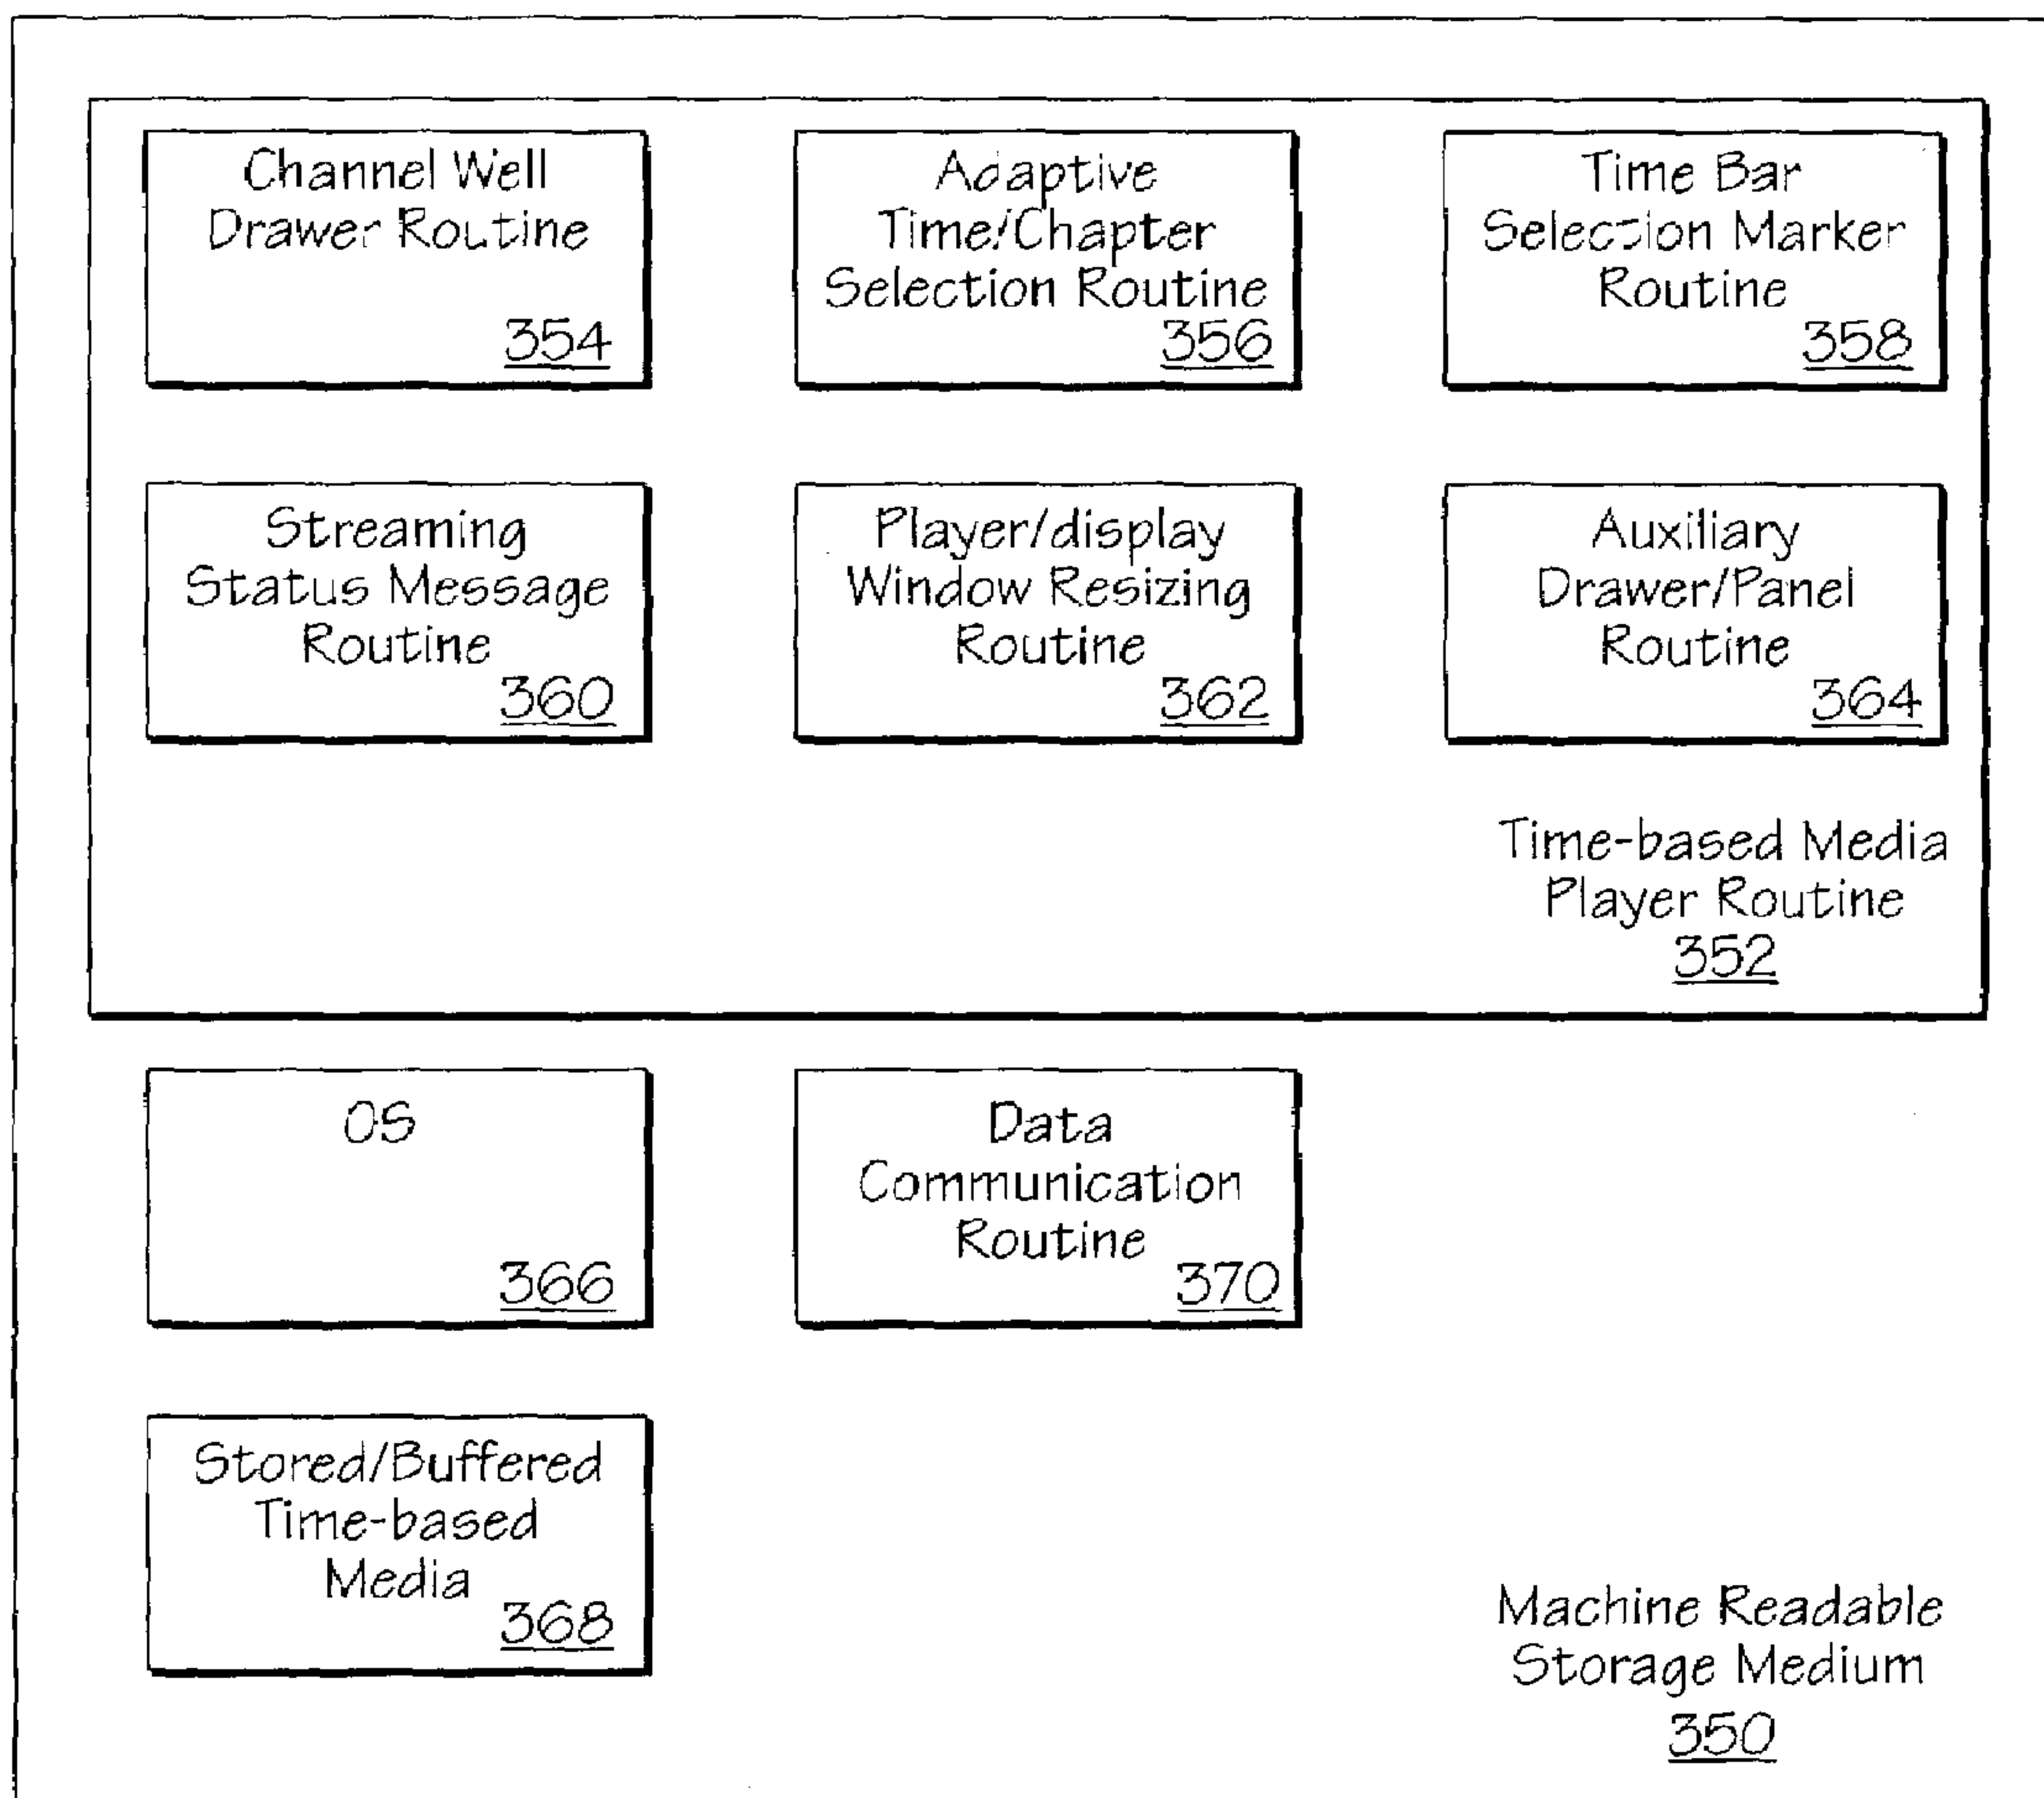 Channel Well
Drawer Routine
354
Adaptive
Time/Chapter
Selection Routine
356
Time Bar
Selection Marker
Routine
358
Streaming
Status Message
Routine
360
Player/display
Window Resizing
Routine
362
Auxiliary
Drawer/Panel
Routine
364
Time-based Media
Player Routine
352
OS
366
Data
Communication
Routine
370
Stored/Buffered
Time-based
Media
368
Machine Readable
Storage Medium
350